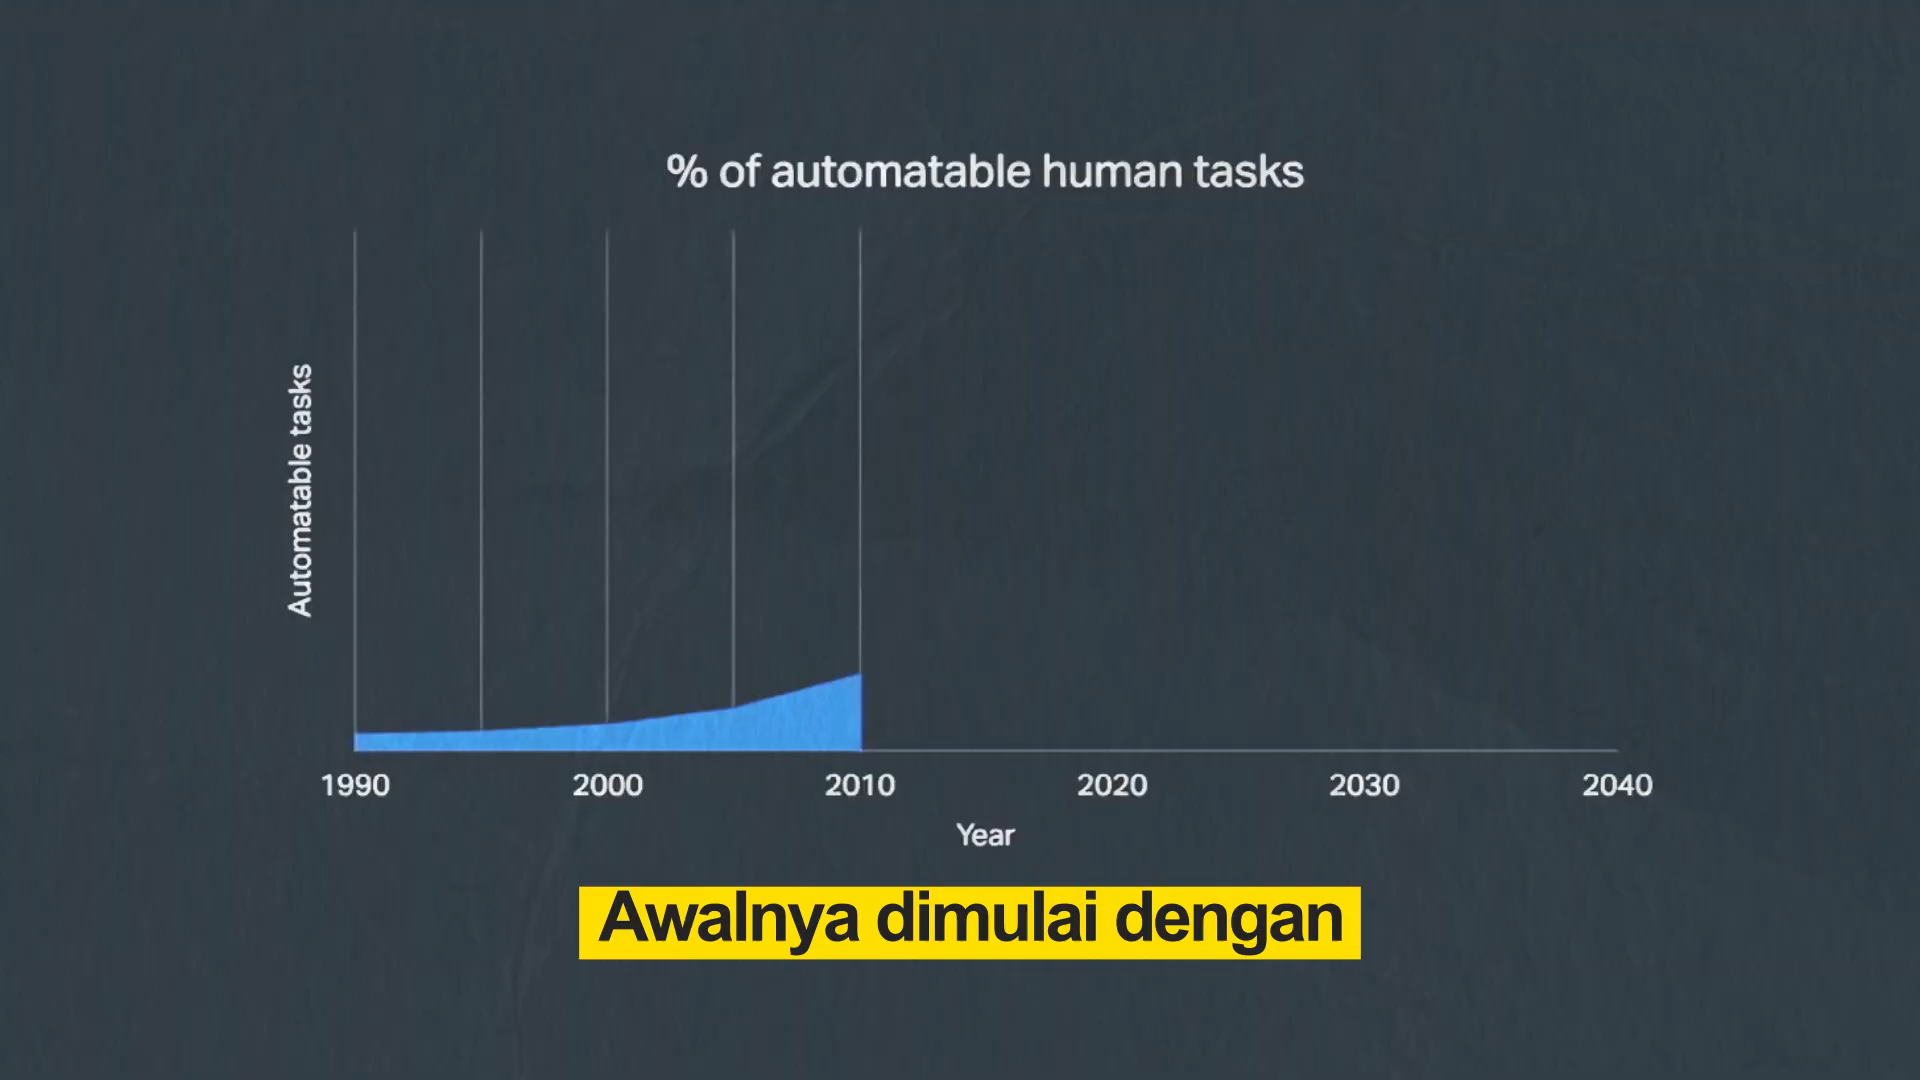 % of automatable human tasks
Automatable tasks
1990 2000 2010 2020 2030 2040
Year
Awalnya dimulai dengan